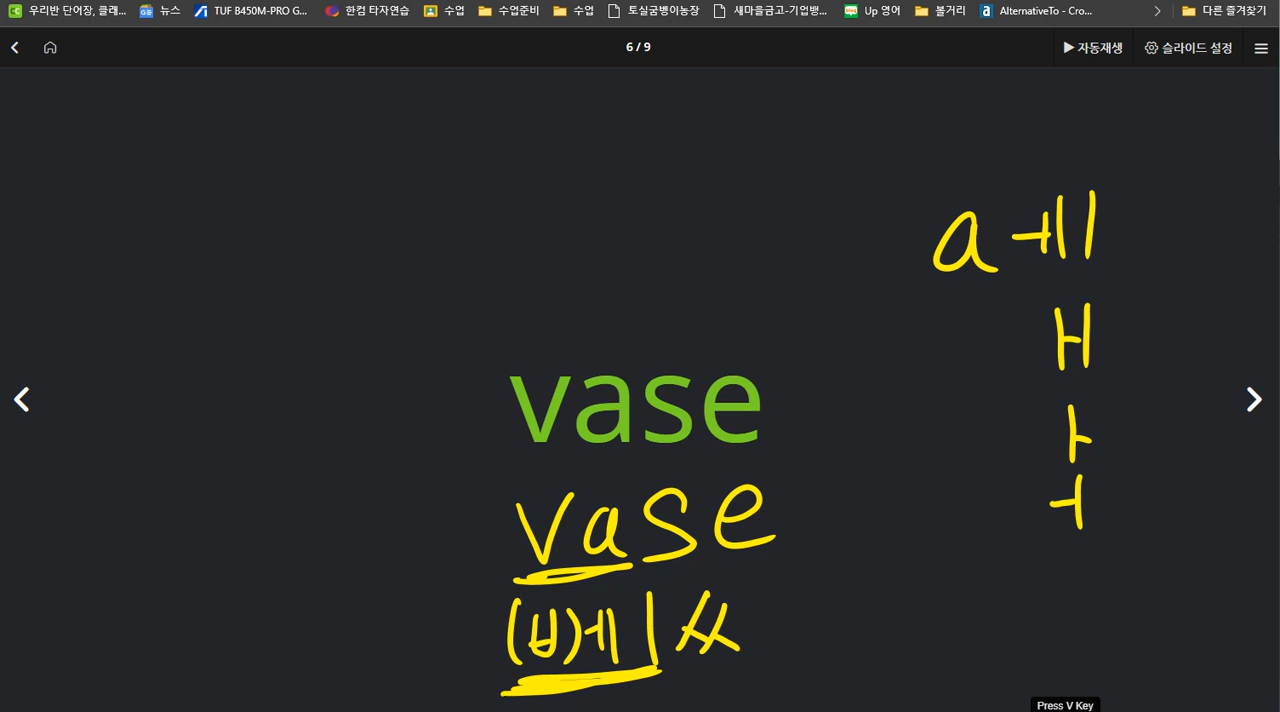 우리반 단어장, 클래... 뉴스 TUF B450M-PRO G... 한컴 타자연습 수업 수업준비 수업 토실굼벵이농장 새마을금고-기업뱅... Up 영어 볼거리 AlternativeTo - Cro... 다른 즐겨찾기
6 / 9 자동재생 슬라이드 설정
a ㅔㅣ
ㅐ
ㅏ
ㅓ
vase
vase
(ㅂ)ㅔㅣㅆ
Press V Key